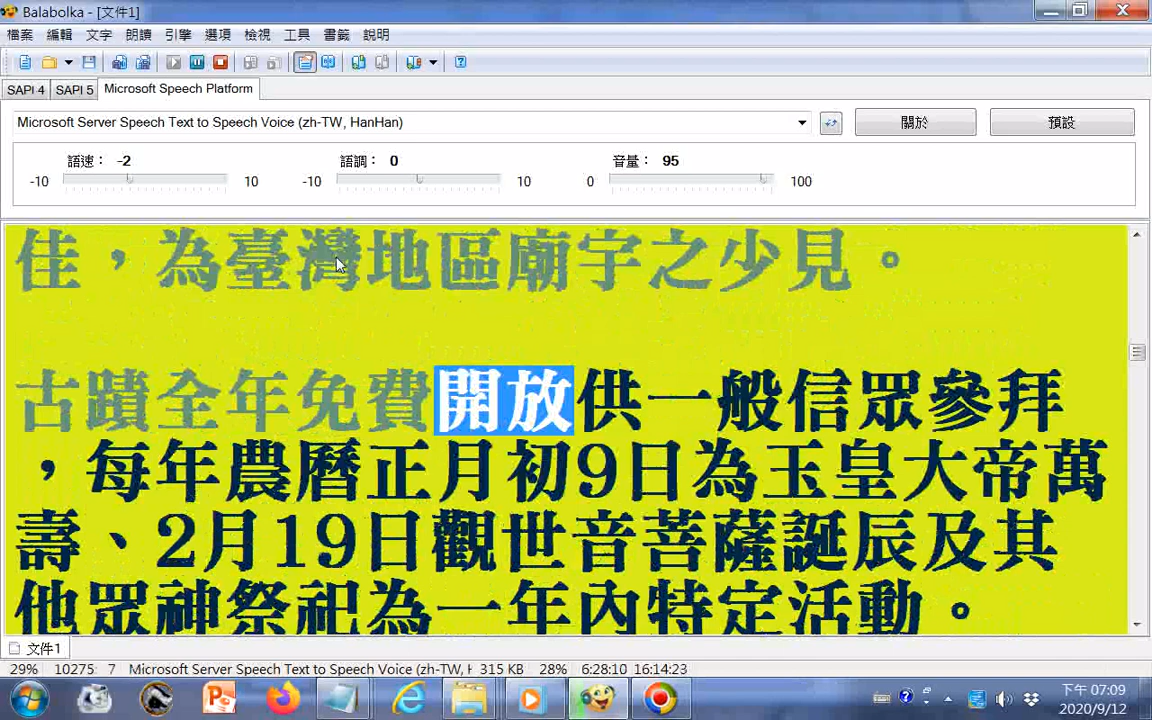 Balabolka - [文件1]
檔案 編輯 文字 朗讀 引擎 選項 檢視 工具 書籤 說明
SAPI 4 SAPI 5 Microsoft Speech Platform
Microsoft Server Speech Text to Speech Voice (zh-TW, HanHan) 關於 預設
語速： -2 語調： 0 音量： 95
-10 10 -10 10 0 100
佳，為臺灣地區廟宇之少見。
古蹟全年免費開放供一般信眾參拜
，每年農曆正月初9日為玉皇大帝萬
壽、2月19日觀世音菩薩誕辰及其
他眾神祭祀為一年內特定活動。
文件1
29% 10275 : 7 Microsoft Server Speech Text to Speech Voice (zh-TW, H 315 KB 28% 6:28:10 16:14:23
下午 07:09
2020/9/12